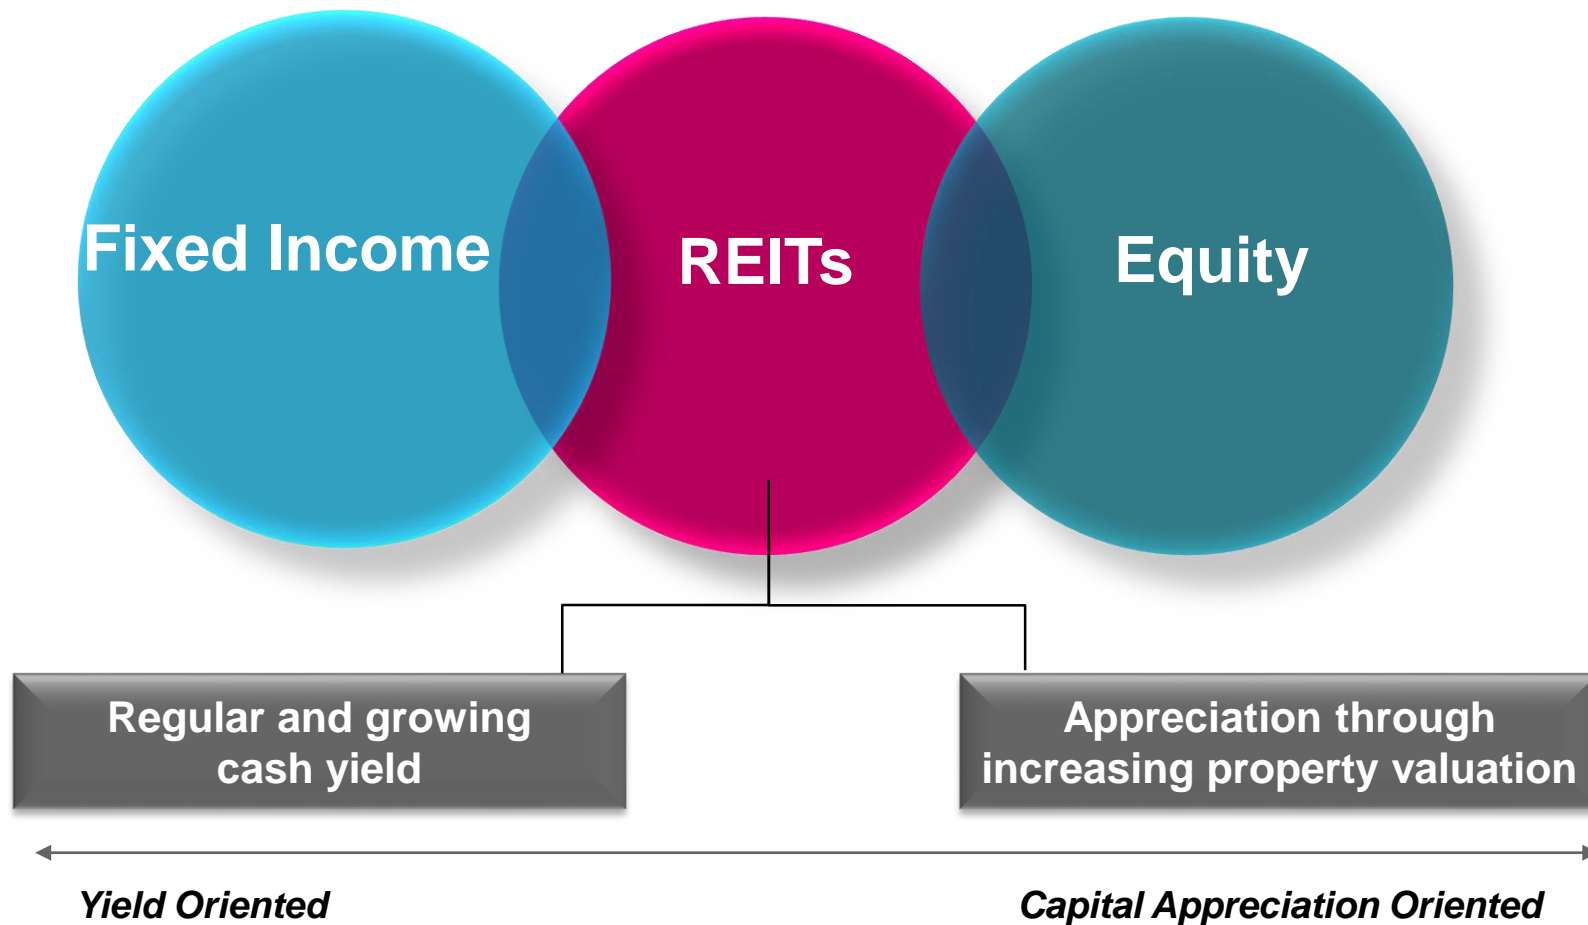 Fixed Income
REITs
Equity
Regular and growing
cash yield
Appreciation through
increasing property valuation
Yield Oriented
Capital Appreciation Oriented